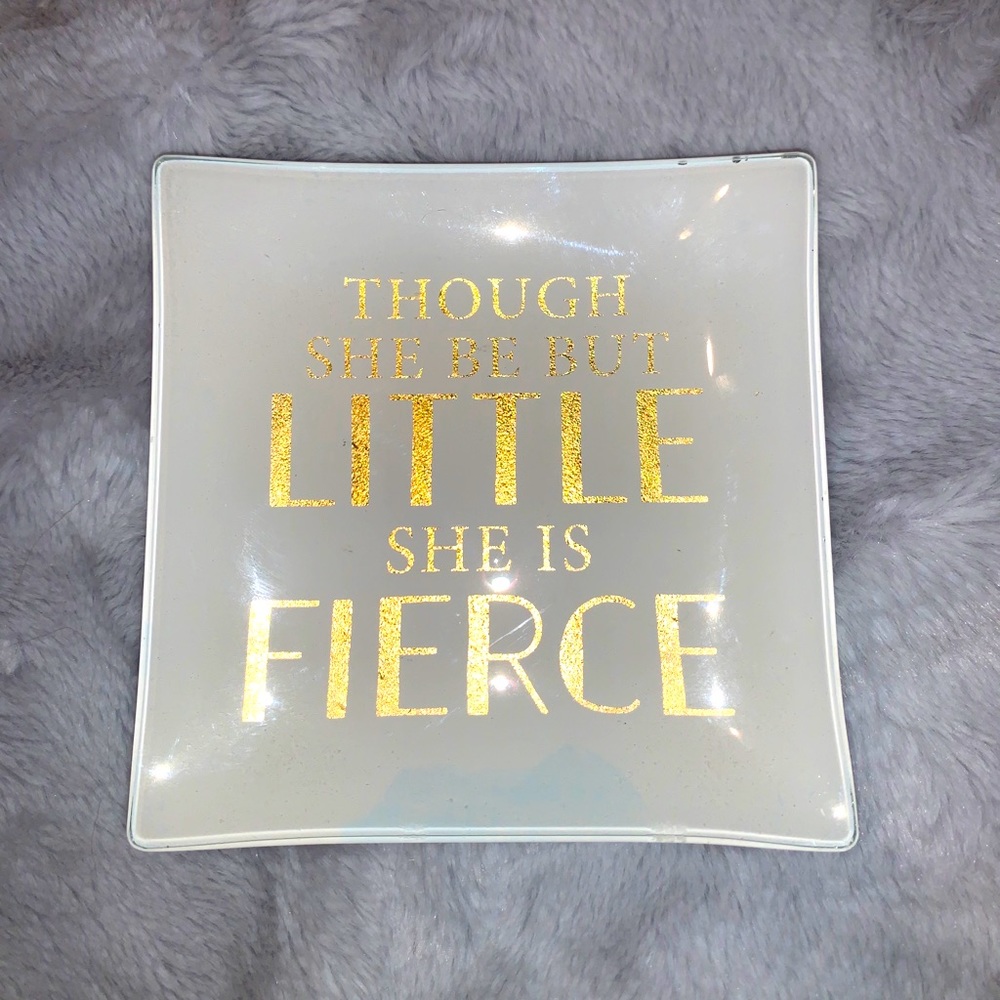 THOUGH
SHE BE BUT
LITTLE
SHE IS
FIERCE